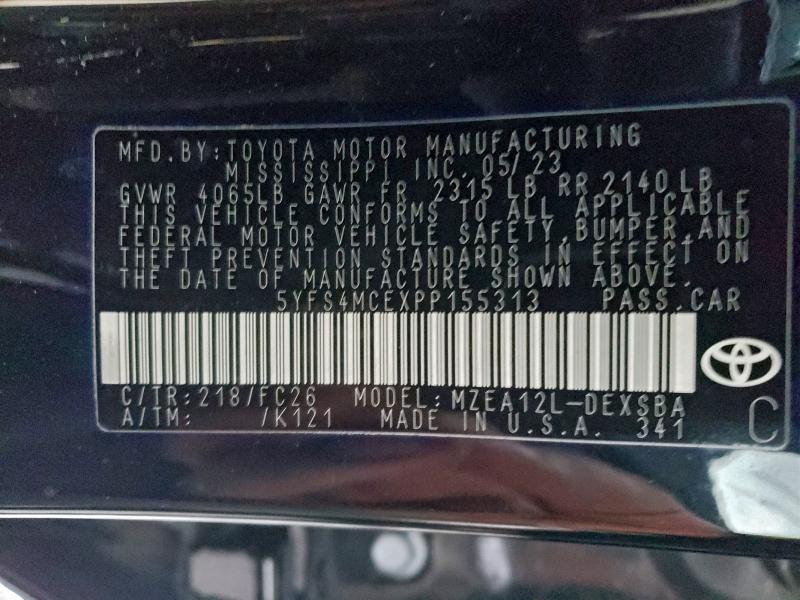 MFD. BY: TOYOTA MOTOR MANUFACTURING
MISSISSIPPI INC. 05/23
GVWR 4065LB GAWR FR 2315 LB RR 2140 LB
THIS VEHICLE CONFORMS TO ALL APPLICABLE
FEDERAL MOTOR VEHICLE SAFETY, BUMPER, AND
THEFT PREVENTION STANDARDS IN EFFECT ON
THE DATE OF MANUFACTURE SHOWN ABOVE.
5YFS4MCEXPP155313 PASS. CAR
C/TR: 218/FC26 MODEL: MZEA12L-DEXSBA
A/TM: /K121 MADE IN U.S.A. 341
C